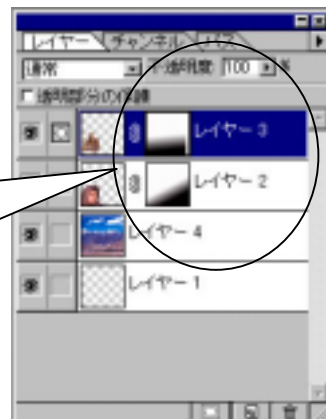 レイヤー チャンネル パス
通常 不透明度 100 %
透明部分の保護
レイヤー 3
レイヤー 2
レイヤー 4
レイヤー 1